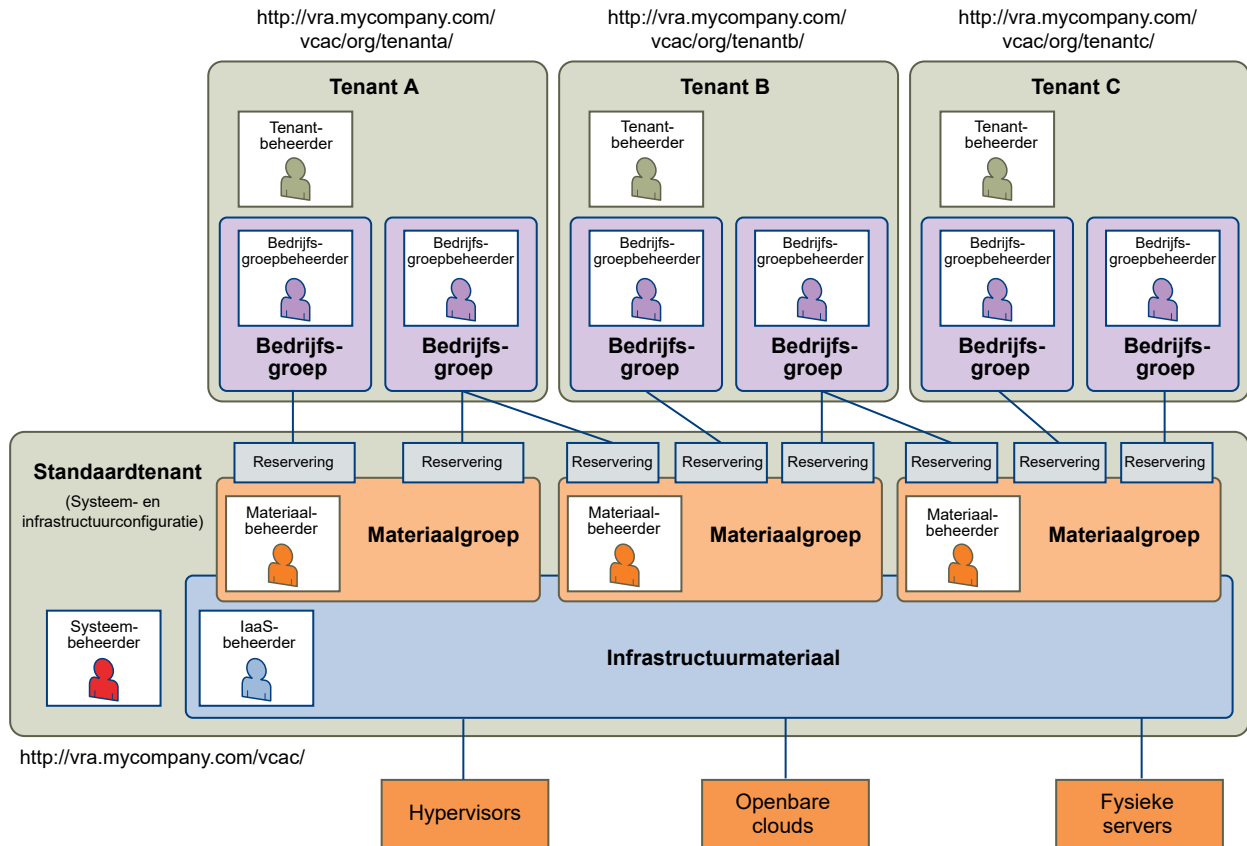 http://vra.mycompany.com/
vcac/org/tenanta/
http://vra.mycompany.com/
vcac/org/tenantb/
http://vra.mycompany.com/
vcac/org/tenantc/
Tenant A
Tenant B
Tenant C
Tenant-
beheerder
Tenant-
beheerder
Tenant-
beheerder
Bedrijfs-
groepbeheerder
Bedrijfs-
groepbeheerder
Bedrijfs-
groepbeheerder
Bedrijfs-
groepbeheerder
Bedrijfs-
groepbeheerder
Bedrijfs-
groepbeheerder
Bedrijfs-
groep
Bedrijfs-
groep
Bedrijfs-
groep
Bedrijfs-
groep
Bedrijfs-
groep
Bedrijfs-
groep
Standaardtenant
(Systeem- en
infrastructuurconfiguratie)
Reservering
Reservering
Reservering
Reservering
Reservering
Reservering
Reservering
Reservering
Materiaal-
beheerder
Materiaalgroep
Materiaal-
beheerder
Materiaalgroep
Materiaal-
beheerder
Materiaalgroep
Systeem-
beheerder
IaaS-
beheerder
Infrastructuurmateriaal
http://vra.mycompany.com/vcac/
Hypervisors
Openbare
clouds
Fysieke
servers